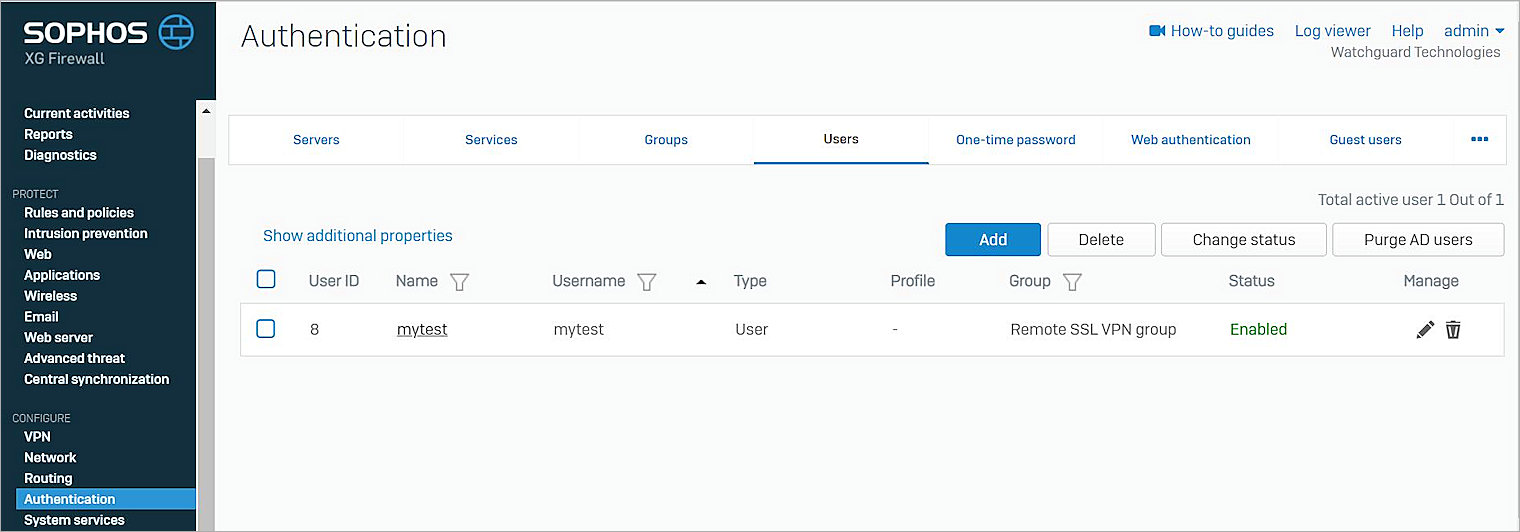 SOPHOS
XG Firewall
Current activities
Reports
Diagnostics
PROTECT
Rules and policies
Intrusion prevention
Web
Applications
Wireless
Email
Web server
Advanced threat
Central synchronization
CONFIGURE
VPN
Network
Routing
Authentication
System services
Authentication
How-to guides Log viewer Help admin
Watchguard Technologies
Servers Services Groups Users One-time password Web authentication Guest users
Total active user 1 Out of 1
Show additional properties Add Delete Change status Purge AD users
User ID Name Username Type Profile Group Status Manage
8 mytest mytest User - Remote SSL VPN group Enabled